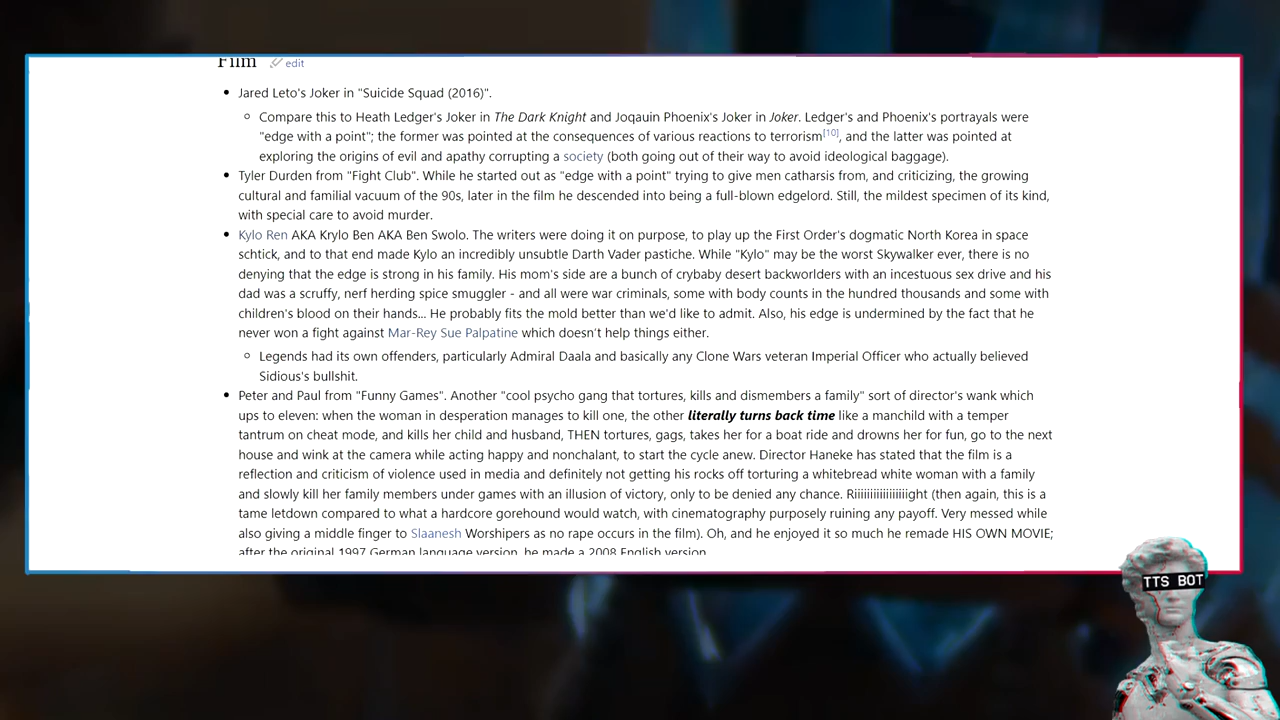 Film edit
Jared Leto's Joker in "Suicide Squad (2016)".
Compare this to Heath Ledger's Joker in The Dark Knight and Joqauin Phoenix's Joker in Joker. Ledger's and Phoenix's portrayals were
"edge with a point"; the former was pointed at the consequences of various reactions to terrorism[10], and the latter was pointed at
exploring the origins of evil and apathy corrupting a society (both going out of their way to avoid ideological baggage).
Tyler Durden from "Fight Club". While he started out as "edge with a point" trying to give men catharsis from, and criticizing, the growing
cultural and familial vacuum of the 90s, later in the film he descended into being a full-blown edgelord. Still, the mildest specimen of its kind,
with special care to avoid murder.
Kylo Ren AKA Krylo Ben AKA Ben Swolo. The writers were doing it on purpose, to play up the First Order's dogmatic North Korea in space
schtick, and to that end made Kylo an incredibly unsubtle Darth Vader pastiche. While "Kylo" may be the worst Skywalker ever, there is no
denying that the edge is strong in his family. His mom's side are a bunch of crybaby desert backworlders with an incestuous sex drive and his
dad was a scruffy, nerf herding spice smuggler - and all were war criminals, some with body counts in the hundred thousands and some with
children's blood on their hands... He probably fits the mold better than we'd like to admit. Also, his edge is undermined by the fact that he
never won a fight against Mar-Rey Sue Palpatine which doesn't help things either.
Legends had its own offenders, particularly Admiral Daala and basically any Clone Wars veteran Imperial Officer who actually believed
Sidious's bullshit.
Peter and Paul from "Funny Games". Another "cool psycho gang that tortures, kills and dismembers a family" sort of director's wank which
ups to eleven: when the woman in desperation manages to kill one, the other literally turns back time like a manchild with a temper
tantrum on cheat mode, and kills her child and husband, THEN tortures, gags, takes her for a boat ride and drowns her for fun, go to the next
house and wink at the camera while acting happy and nonchalant, to start the cycle anew. Director Haneke has stated that the film is a
reflection and criticism of violence used in media and definitely not getting his rocks off torturing a whitebread white woman with a family
and slowly kill her family members under games with an illusion of victory, only to be denied any chance. Riiiiiiiiiiiiiiiiight (then again, this is a
tame letdown compared to what a hardcore gorehound would watch, with cinematography purposely ruining any payoff. Very messed while
also giving a middle finger to Slaanesh Worshipers as no rape occurs in the film). Oh, and he enjoyed it so much he remade HIS OWN MOVIE;
after the original 1997 German language version, he made a 2008 English version
TTS BOT